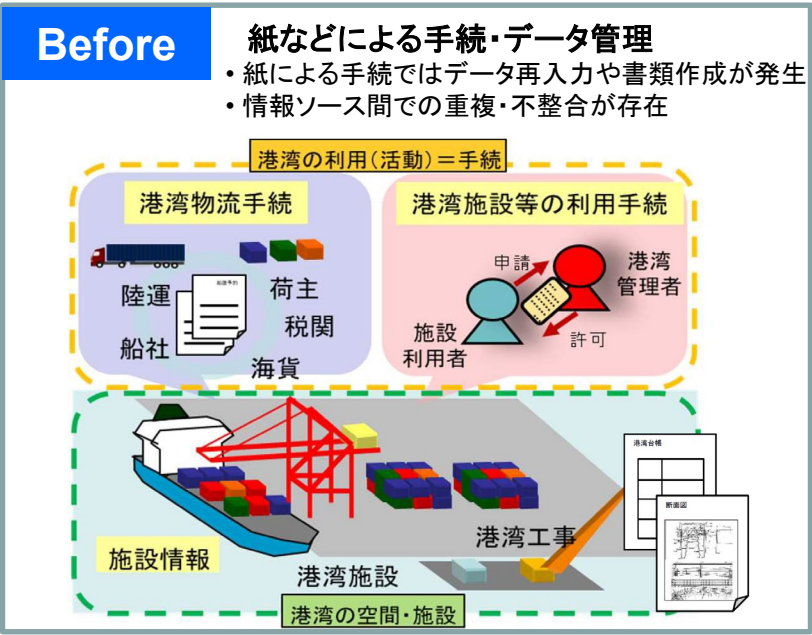 Before
紙などによる手続・データ管理
・紙による手続ではデータ再入力や書類作成が発生
・情報ソース間での重複・不整合が存在
港湾の利用(活動)＝手続
港湾物流手続
陸運
荷主
税関
船社
海貨
港湾施設等の利用手続
申請
港湾
管理者
施設
利用者
許可
港湾台帳
断面図
港湾工事
施設情報
港湾施設
港湾の空間・施設